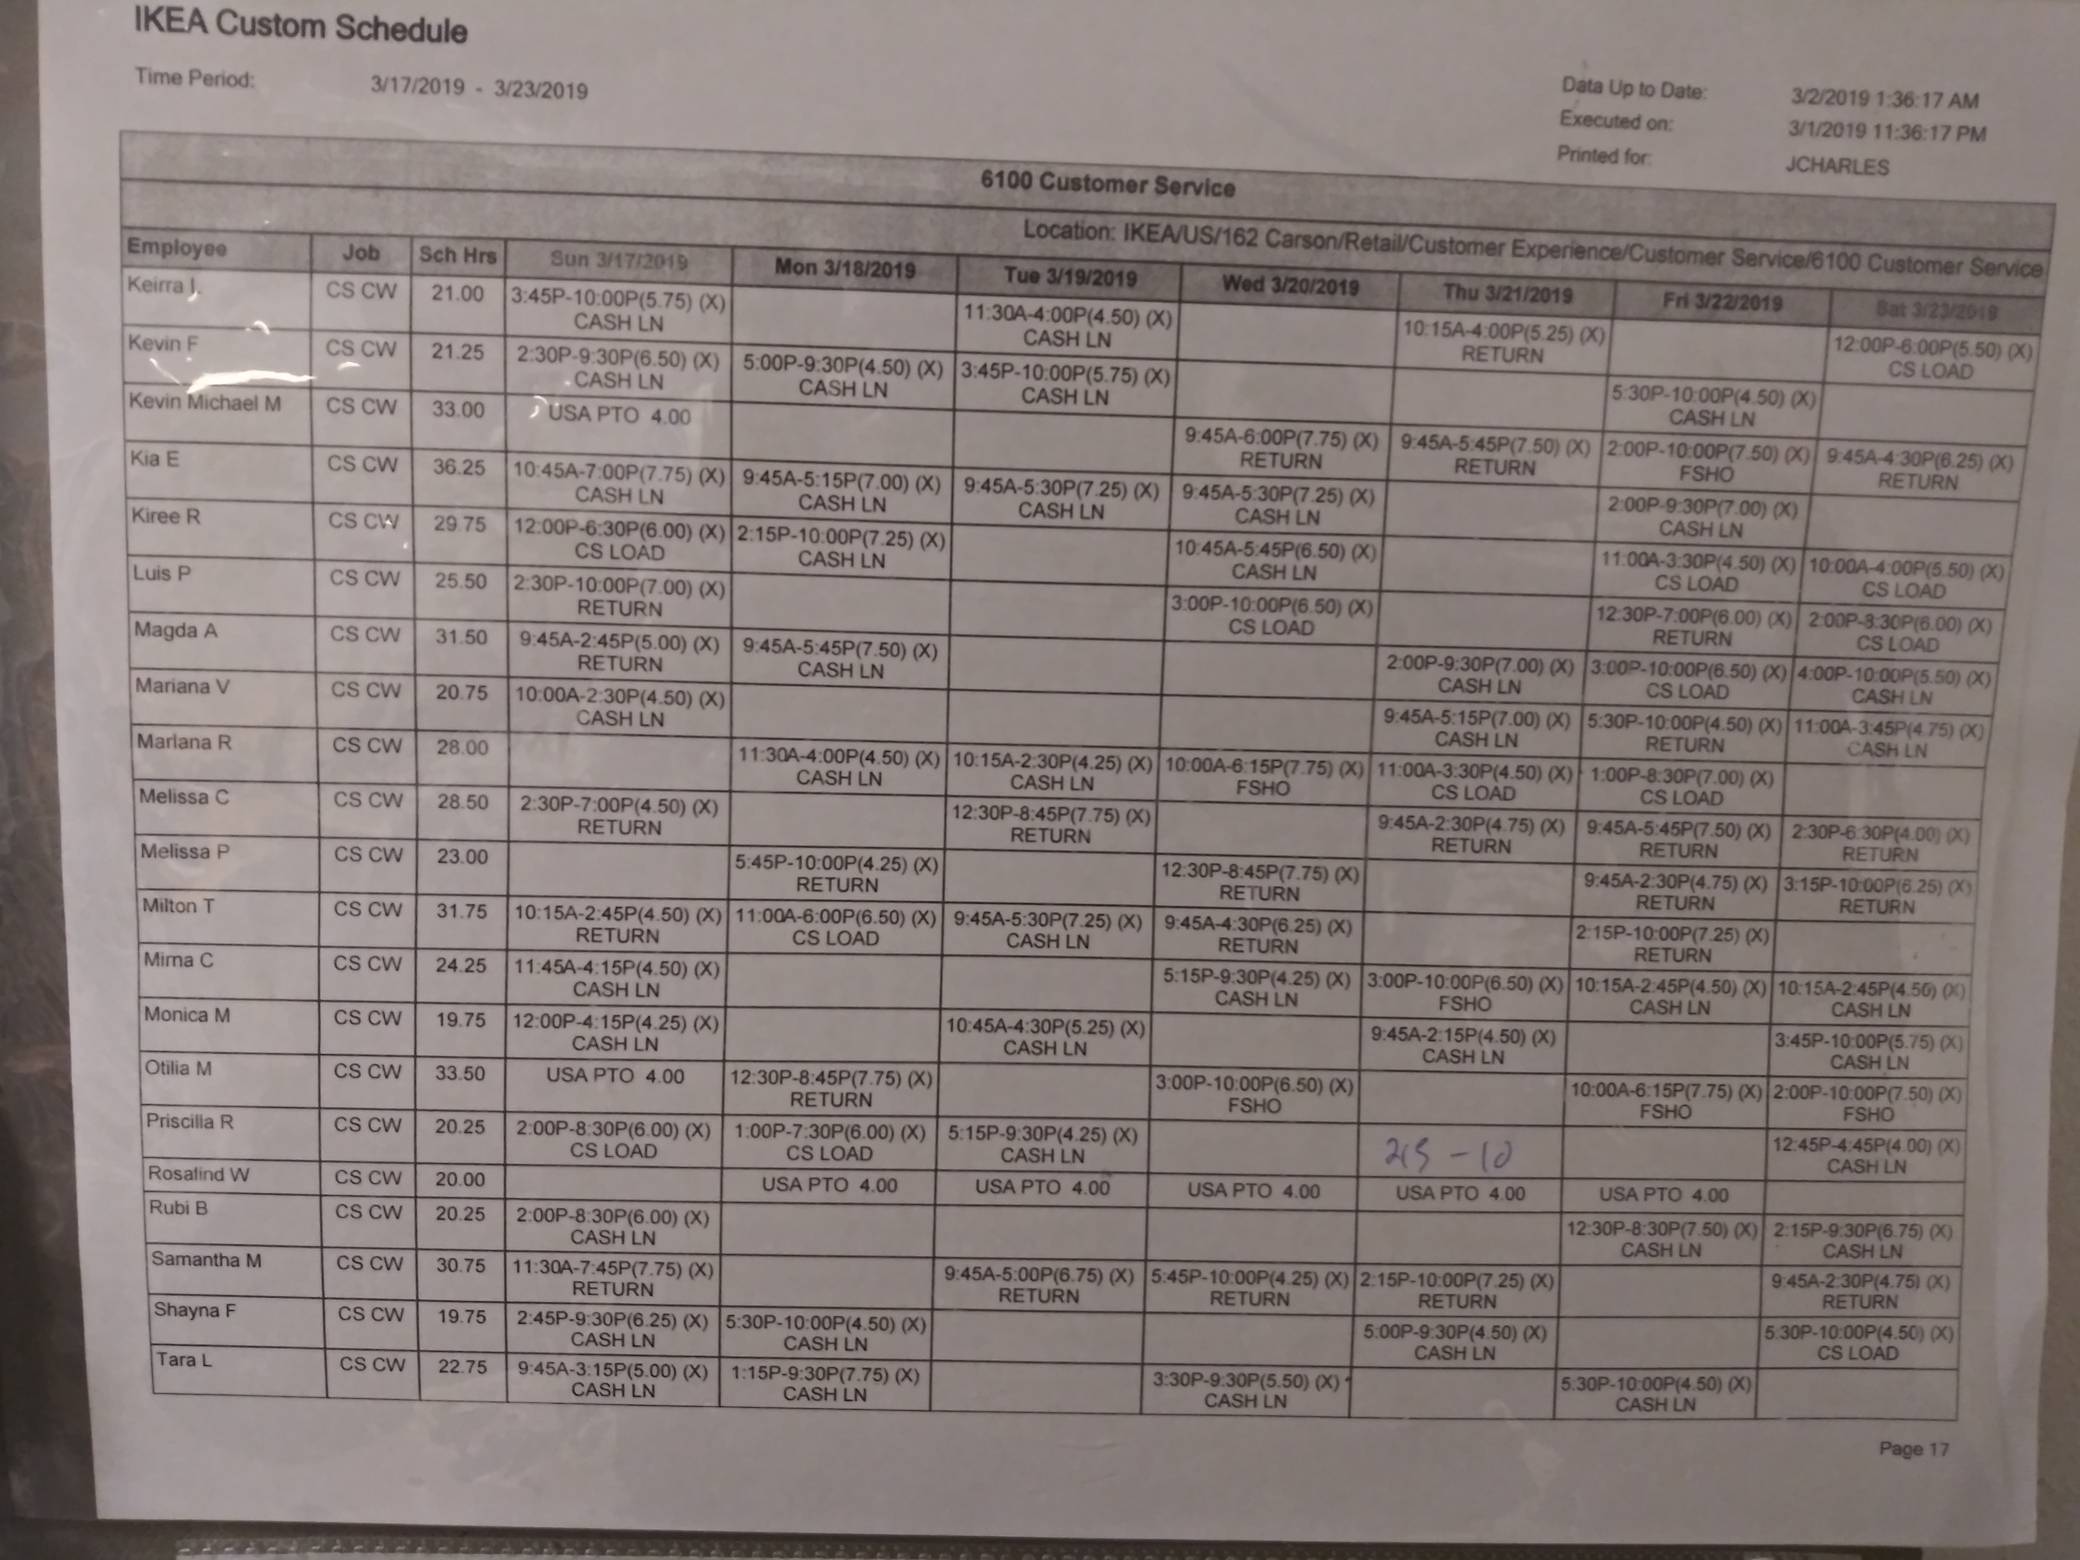 IKEA Custom Schedule
Time Period: 3/17/2019 - 3/23/2019
Data Up to Date: 3/2/2019 1:36:17 AM
Executed on: 3/1/2019 11:36:17 PM
Printed for: JCHARLES
6100 Customer Service
Location: IKEA/US/162 Carson/Retail/Customer Experience/Customer Service/6100 Customer Service
Employee Job Sch Hrs Sun 3/17/2019 Mon 3/18/2019 Tue 3/19/2019 Wed 3/20/2019 Thu 3/21/2019 Fri 3/22/2019 Sat 3/23/2019
Keirra I. CS CW 21.00 3:45P-10:00P(5.75) (X) 11:30A-4:00P(4.50) (X) 10:15A-4:00P(5.25) (X) 12:00P-6:00P(5.50) (X)
CASH LN CASH LN RETURN CS LOAD
Kevin F CS CW 21.25 2:30P-9:30P(6.50) (X) 5:00P-9:30P(4.50) (X) 3:45P-10:00P(5.75) (X) 5:30P-10:00P(4.50) (X)
CASH LN CASH LN CASH LN CASH LN
Kevin Michael M CS CW 33.00 USA PTO 4.00 9:45A-6:00P(7.75) (X) 9:45A-5:45P(7.50) (X) 2:00P-10:00P(7.50) (X) 9:45A-4:30P(6.25) (X)
RETURN RETURN FSHO RETURN
Kia E CS CW 36.25 10:45A-7:00P(7.75) (X) 9:45A-5:15P(7.00) (X) 9:45A-5:30P(7.25) (X) 9:45A-5:30P(7.25) (X) 2:00P-9:30P(7.00) (X)
CASH LN CASH LN CASH LN CASH LN CASH LN
Kiree R CS CW 29.75 12:00P-6:30P(6.00) (X) 2:15P-10:00P(7.25) (X) 10:45A-5:45P(6.50) (X) 11:00A-3:30P(4.50) (X) 10:00A-4:00P(5.50) (X)
CS LOAD CASH LN CASH LN CS LOAD CS LOAD
Luis P CS CW 25.50 2:30P-10:00P(7.00) (X) 3:00P-10:00P(6.50) (X) 12:30P-7:00P(6.00) (X) 2:00P-8:30P(6.00) (X)
RETURN CS LOAD RETURN CS LOAD
Magda A CS CW 31.50 9:45A-2:45P(5.00) (X) 9:45A-5:45P(7.50) (X) 2:00P-9:30P(7.00) (X) 3:00P-10:00P(6.50) (X) 4:00P-10:00P(5.50) (X)
RETURN CASH LN CASH LN CS LOAD CASH LN
Mariana V CS CW 20.75 10:00A-2:30P(4.50) (X) 9:45A-5:15P(7.00) (X) 5:30P-10:00P(4.50) (X) 11:00A-3:45P(4.75) (X)
CASH LN CASH LN RETURN CASH LN
Mariana R CS CW 28.00 11:30A-4:00P(4.50) (X) 10:15A-2:30P(4.25) (X) 10:00A-6:15P(7.75) (X) 11:00A-3:30P(4.50) (X) 1:00P-8:30P(7.00) (X)
CASH LN CASH LN FSHO CS LOAD CS LOAD
Melissa C CS CW 28.50 2:30P-7:00P(4.50) (X) 12:30P-8:45P(7.75) (X) 9:45A-2:30P(4.75) (X) 9:45A-5:45P(7.50) (X) 2:30P-6:30P(4.00) (X)
RETURN RETURN RETURN RETURN RETURN
Melissa P CS CW 23.00 5:45P-10:00P(4.25) (X) 12:30P-8:45P(7.75) (X) 9:45A-2:30P(4.75) (X) 3:15P-10:00P(6.25) (X)
RETURN RETURN RETURN RETURN
Milton T CS CW 31.75 10:15A-2:45P(4.50) (X) 11:00A-6:00P(6.50) (X) 9:45A-5:30P(7.25) (X) 9:45A-4:30P(6.25) (X) 2:15P-10:00P(7.25) (X)
RETURN CS LOAD CASH LN RETURN RETURN
Mirna C CS CW 24.25 11:45A-4:15P(4.50) (X) 5:15P-9:30P(4.25) (X) 3:00P-10:00P(6.50) (X) 10:15A-2:45P(4.50) (X) 10:15A-2:45P(4.50) (X)
CASH LN CASH LN FSHO CASH LN CASH LN
Monica M CS CW 19.75 12:00P-4:15P(4.25) (X) 10:45A-4:30P(5.25) (X) 9:45A-2:15P(4.50) (X) 3:45P-10:00P(5.75) (X)
CASH LN CASH LN CASH LN CASH LN
Otilia M CS CW 33.50 USA PTO 4.00 12:30P-8:45P(7.75) (X) 3:00P-10:00P(6.50) (X) 10:00A-6:15P(7.75) (X) 2:00P-10:00P(7.50) (X)
RETURN FSHO FSHO FSHO
Priscilla R CS CW 20.25 2:00P-8:30P(6.00) (X) 1:00P-7:30P(6.00) (X) 5:15P-9:30P(4.25) (X) 215 - 10 12:45P-4:45P(4.00) (X)
CS LOAD CS LOAD CASH LN CASH LN
Rosalind W CS CW 20.00 USA PTO 4.00 USA PTO 4.00 USA PTO 4.00 USA PTO 4.00 USA PTO 4.00
Rubi B CS CW 20.25 2:00P-8:30P(6.00) (X) 12:30P-8:30P(7.50) (X) 2:15P-9:30P(6.75) (X)
CASH LN CASH LN CASH LN
Samantha M CS CW 30.75 11:30A-7:45P(7.75) (X) 9:45A-5:00P(6.75) (X) 5:45P-10:00P(4.25) (X) 2:15P-10:00P(7.25) (X) 9:45A-2:30P(4.75) (X)
RETURN RETURN RETURN RETURN RETURN
Shayna F CS CW 19.75 2:45P-9:30P(6.25) (X) 5:30P-10:00P(4.50) (X) 5:00P-9:30P(4.50) (X) 5:30P-10:00P(4.50) (X)
CASH LN CASH LN CASH LN CS LOAD
Tara L CS CW 22.75 9:45A-3:15P(5.00) (X) 1:15P-9:30P(7.75) (X) 3:30P-9:30P(5.50) (X) 5:30P-10:00P(4.50) (X)
CASH LN CASH LN CASH LN CASH LN
Page 17